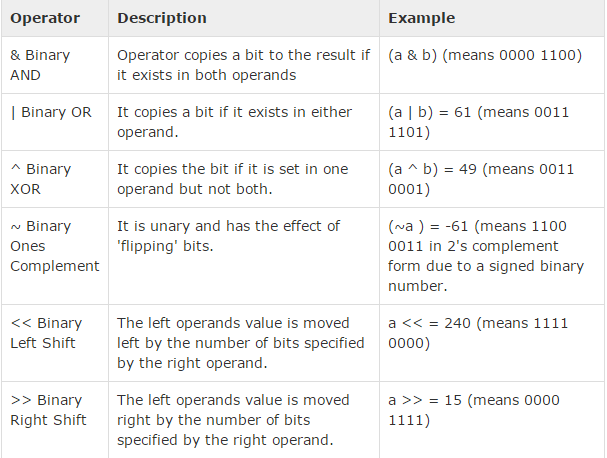 Operator Description Example
& Binary
AND
Operator copies a bit to the result if
it exists in both operands
(a & b) (means 0000 1100)
| Binary OR
It copies a bit if it exists in either
operand.
(a | b) = 61 (means 0011
1101)
^ Binary
XOR
It copies the bit if it is set in one
operand but not both.
(a ^ b) = 49 (means 0011
0001)
~ Binary
Ones
Complement
It is unary and has the effect of
'flipping' bits.
(~a ) = -61 (means 1100
0011 in 2's complement
form due to a signed binary
number.
<< Binary
Left Shift
The left operands value is moved
left by the number of bits specified
by the right operand.
a << = 240 (means 1111
0000)
>> Binary
Right Shift
The left operands value is moved
right by the number of bits
specified by the right operand.
a >> = 15 (means 0000
1111)